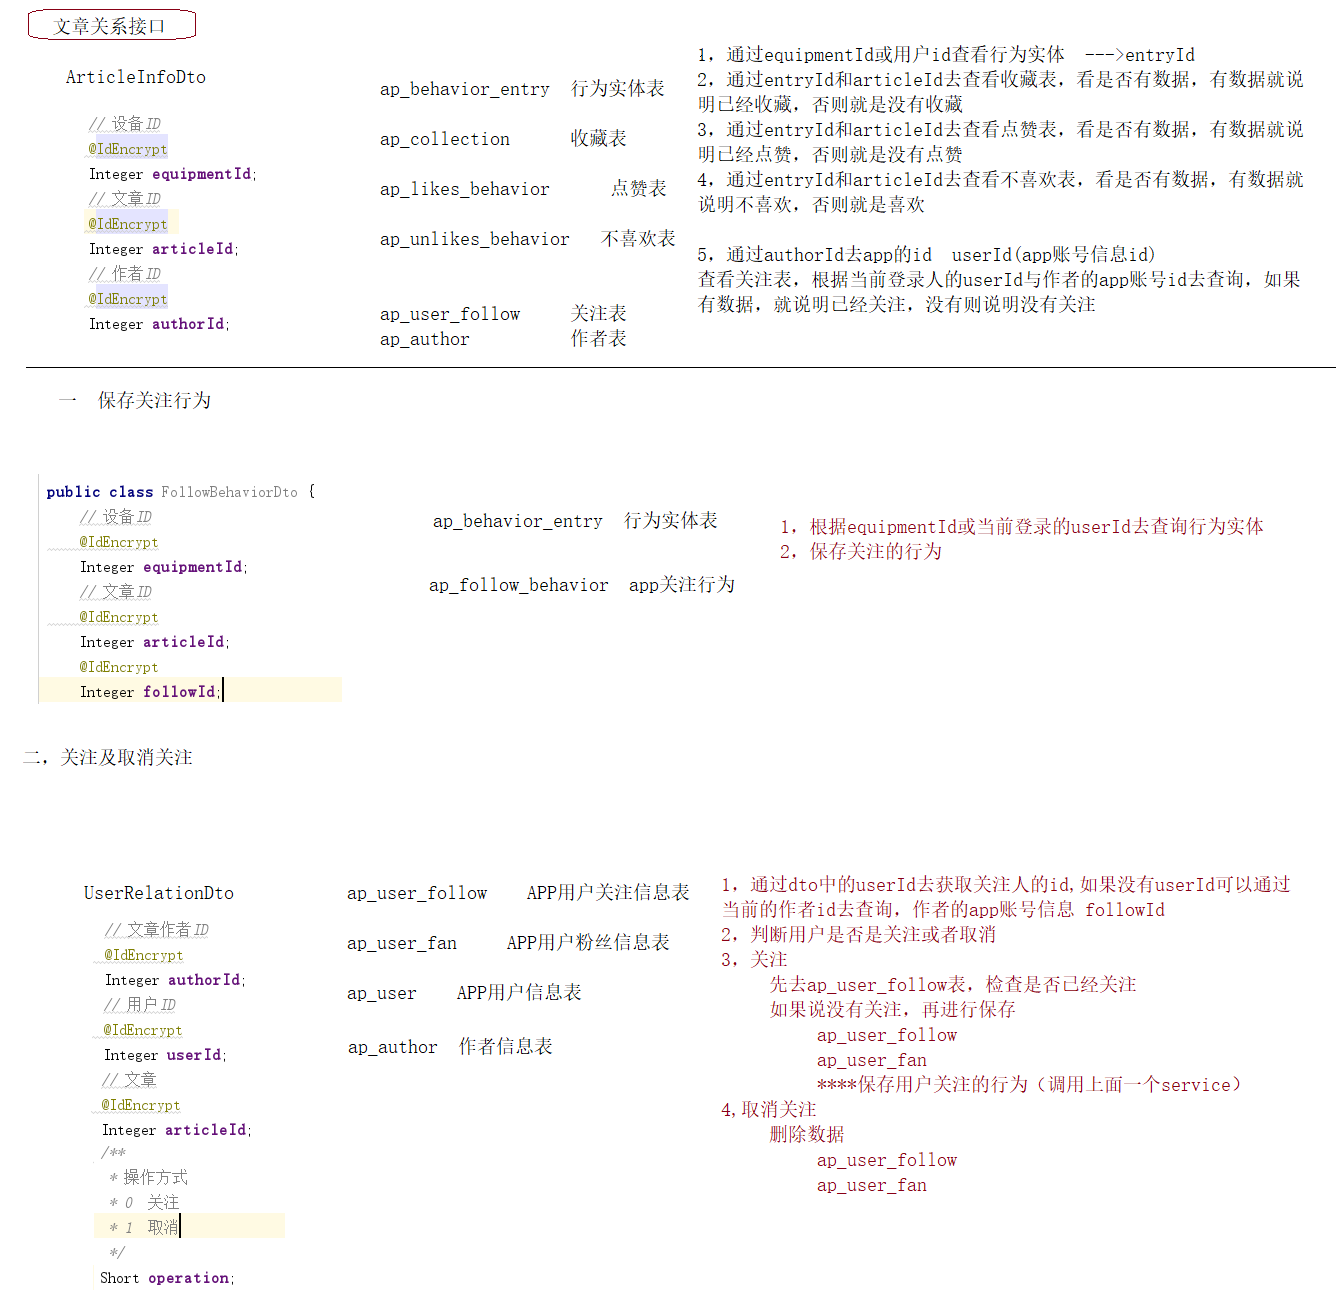 文章关系接口
ArticleInfoDto
// 设备ID
@IdEncrypt
Integer equipmentId;
// 文章ID
@IdEncrypt
Integer articleId;
// 作者ID
@IdEncrypt
Integer authorId;
ap_behavior_entry 行为实体表
ap_collection 收藏表
ap_likes_behavior 点赞表
ap_unlikes_behavior 不喜欢表
ap_user_follow 关注表
ap_author 作者表
1，通过equipmentId或用户id查看行为实体 --->entryId
2，通过entryId和articleId去查看收藏表，看是否有数据，有数据就说
明已经收藏，否则就是没有收藏
3，通过entryId和articleId去查看点赞表，看是否有数据，有数据就说
明已经点赞，否则就是没有点赞
4，通过entryId和articleId去查看不喜欢表，看是否有数据，有数据就
说明不喜欢，否则就是喜欢
5，通过authorId去app的id userId(app账号信息id)
查看关注表，根据当前登录人的userId与作者的app账号id去查询，如果
有数据，就说明已经关注，没有则说明没有关注
一 保存关注行为
public class FollowBehaviorDto {
// 设备ID
@IdEncrypt
Integer equipmentId;
// 文章ID
@IdEncrypt
Integer articleId;
@IdEncrypt
Integer followId;
ap_behavior_entry 行为实体表
ap_follow_behavior app关注行为
1，根据equipmentId或当前登录的userId去查询行为实体
2，保存关注的行为
二，关注及取消关注
UserRelationDto
// 文章作者ID
@IdEncrypt
Integer authorId;
// 用户ID
@IdEncrypt
Integer userId;
// 文章
@IdEncrypt
Integer articleId;
/**
* 操作方式
* 0 关注
* 1 取消
*/
Short operation;
ap_user_follow APP用户关注信息表
ap_user_fan APP用户粉丝信息表
ap_user APP用户信息表
ap_author 作者信息表
1，通过dto中的userId去获取关注人的id,如果没有userId可以通过
当前的作者id去查询，作者的app账号信息 followId
2，判断用户是否是关注或者取消
3，关注
先去ap_user_follow表，检查是否已经关注
如果说没有关注，再进行保存
ap_user_follow
ap_user_fan
****保存用户关注的行为（调用上面一个service）
4,取消关注
删除数据
ap_user_follow
ap_user_fan